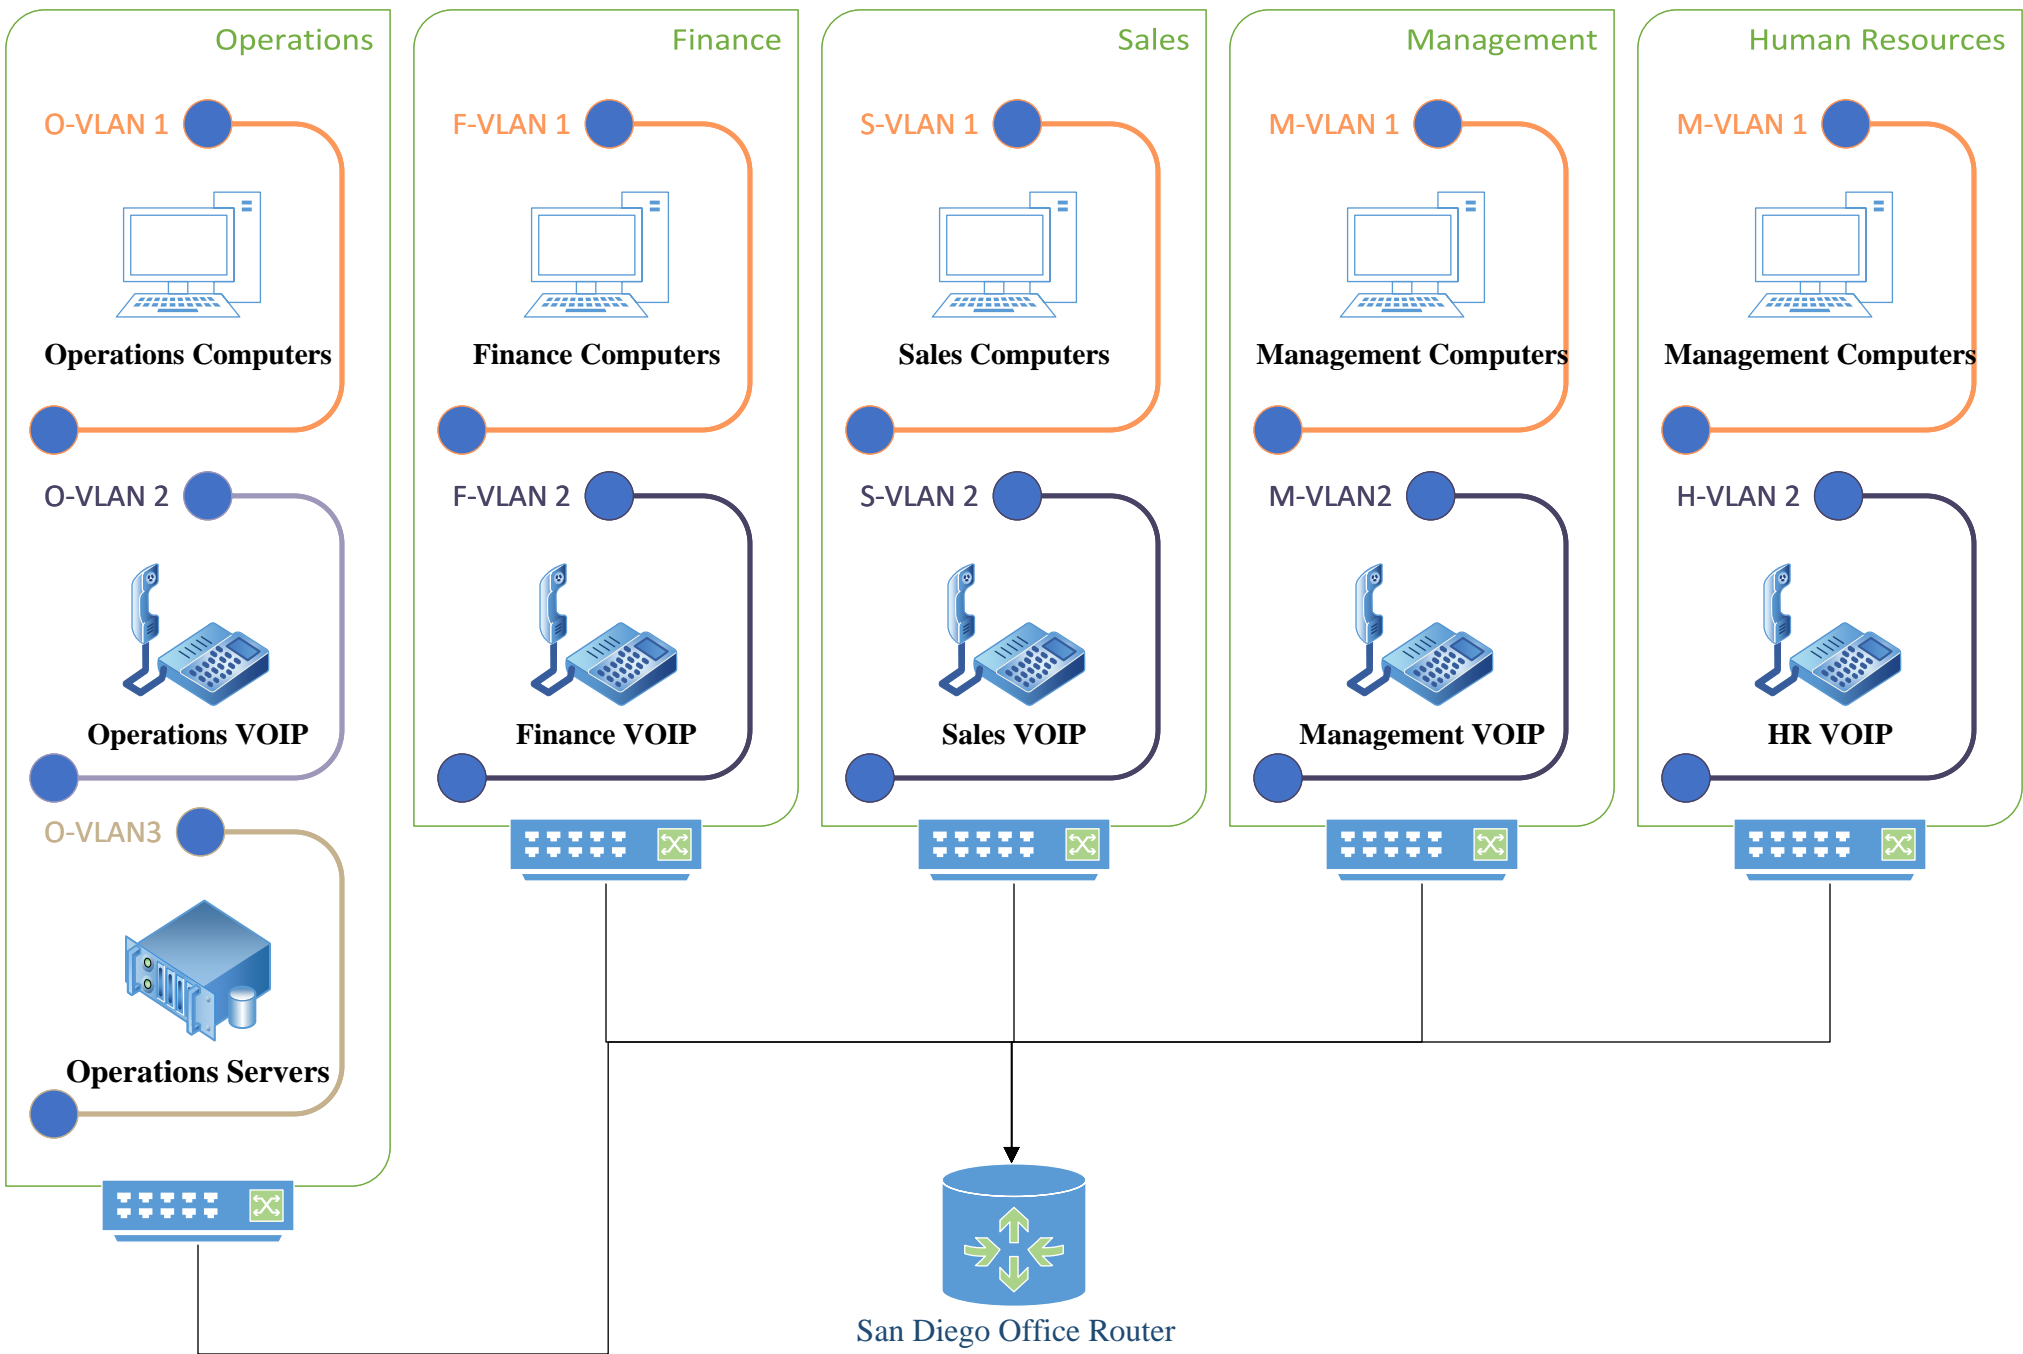 Operations
O-VLAN 1
Operations Computers
O-VLAN 2
Operations VOIP
O-VLAN3
Operations Servers
Finance
F-VLAN 1
Finance Computers
F-VLAN 2
Finance VOIP
Sales
S-VLAN 1
Sales Computers
S-VLAN 2
Sales VOIP
Management
M-VLAN 1
Management Computers
M-VLAN2
Management VOIP
Human Resources
M-VLAN 1
Management Computers
H-VLAN 2
HR VOIP
San Diego Office Router